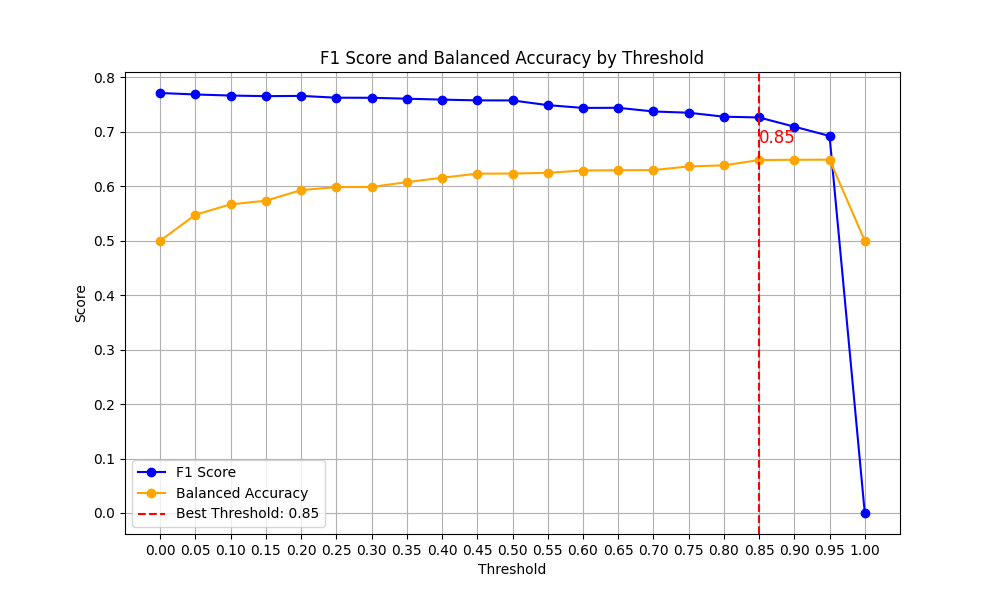 F1 Score and Balanced Accuracy by Threshold
0.8
0.7
0.6
0.5
0.4
0.3
0.2
0.1
0.0
Score
0.85
F1 Score
Balanced Accuracy
Best Threshold: 0.85
0.00 0.05 0.10 0.15 0.20 0.25 0.30 0.35 0.40 0.45 0.50 0.55 0.60 0.65 0.70 0.75 0.80 0.85 0.90 0.95 1.00
Threshold